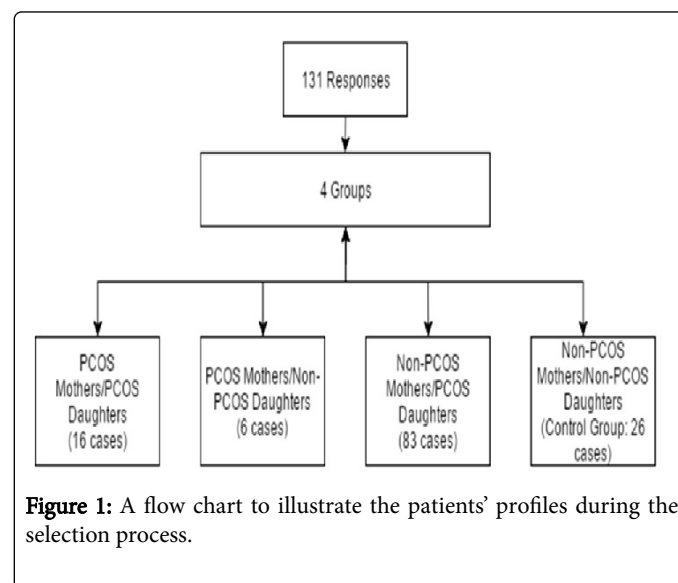 131 Responses
4 Groups
PCOS
Mothers/PCOS
Daughters
(16 cases)
PCOS Mothers/Non-
PCOS Daughters
(6 cases)
Non-PCOS
Mothers/PCOS
Daughters
(83 cases)
Non-PCOS
Mothers/Non-PCOS
Daughters
(Control Group: 26
cases)
Figure 1: A flow chart to illustrate the patients’ profiles during the
selection process.